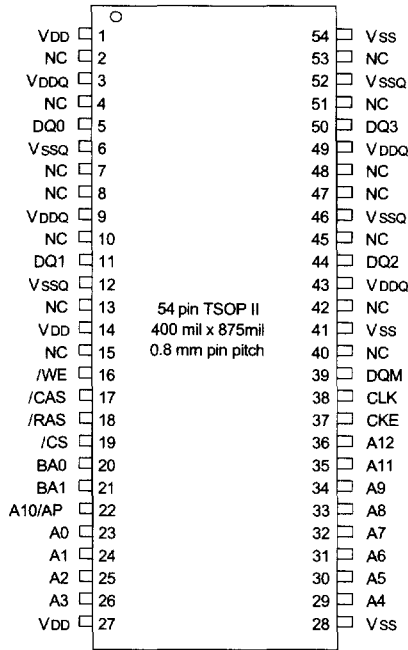 VDD 1 54 VSS
NC 2 53 NC
VDDQ 3 52 VSSQ
NC 4 51 NC
DQ0 5 50 DQ3
VSSQ 6 49 VDDQ
NC 7 48 NC
NC 8 47 NC
VDDQ 9 46 VSSQ
NC 10 45 NC
DQ1 11 44 DQ2
VSSQ 12 43 VDDQ
NC 13 54 pin TSOP II 42 NC
VDD 14 400 mil x 875mil 41 VSS
NC 15 0.8 mm pin pitch 40 NC
/WE 16 39 DQM
/CAS 17 38 CLK
/RAS 18 37 CKE
/CS 19 36 A12
BA0 20 35 A11
BA1 21 34 A9
A10/AP 22 33 A8
A0 23 32 A7
A1 24 31 A6
A2 25 30 A5
A3 26 29 A4
VDD 27 28 VSS